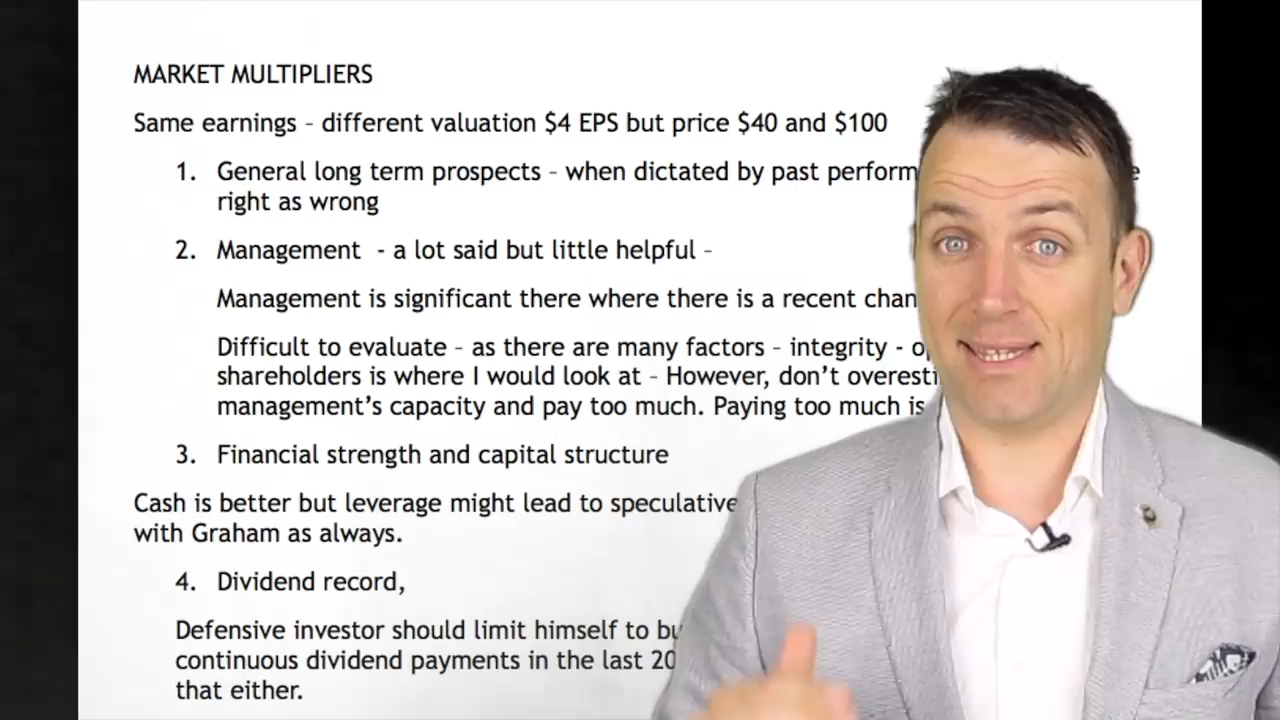 MARKET MULTIPLIERS
Same earnings – different valuation $4 EPS but price $40 and $100
1. General long term prospects – when dictated by past perform
right as wrong
2. Management - a lot said but little helpful –
Management is significant there where there is a recent chan
Difficult to evaluate – as there are many factors – integrity - o
shareholders is where I would look at – However, don’t overesti
management’s capacity and pay too much. Paying too much is
3. Financial strength and capital structure
Cash is better but leverage might lead to speculative
with Graham as always.
4. Dividend record,
Defensive investor should limit himself to bu
continuous dividend payments in the last 20
that either.